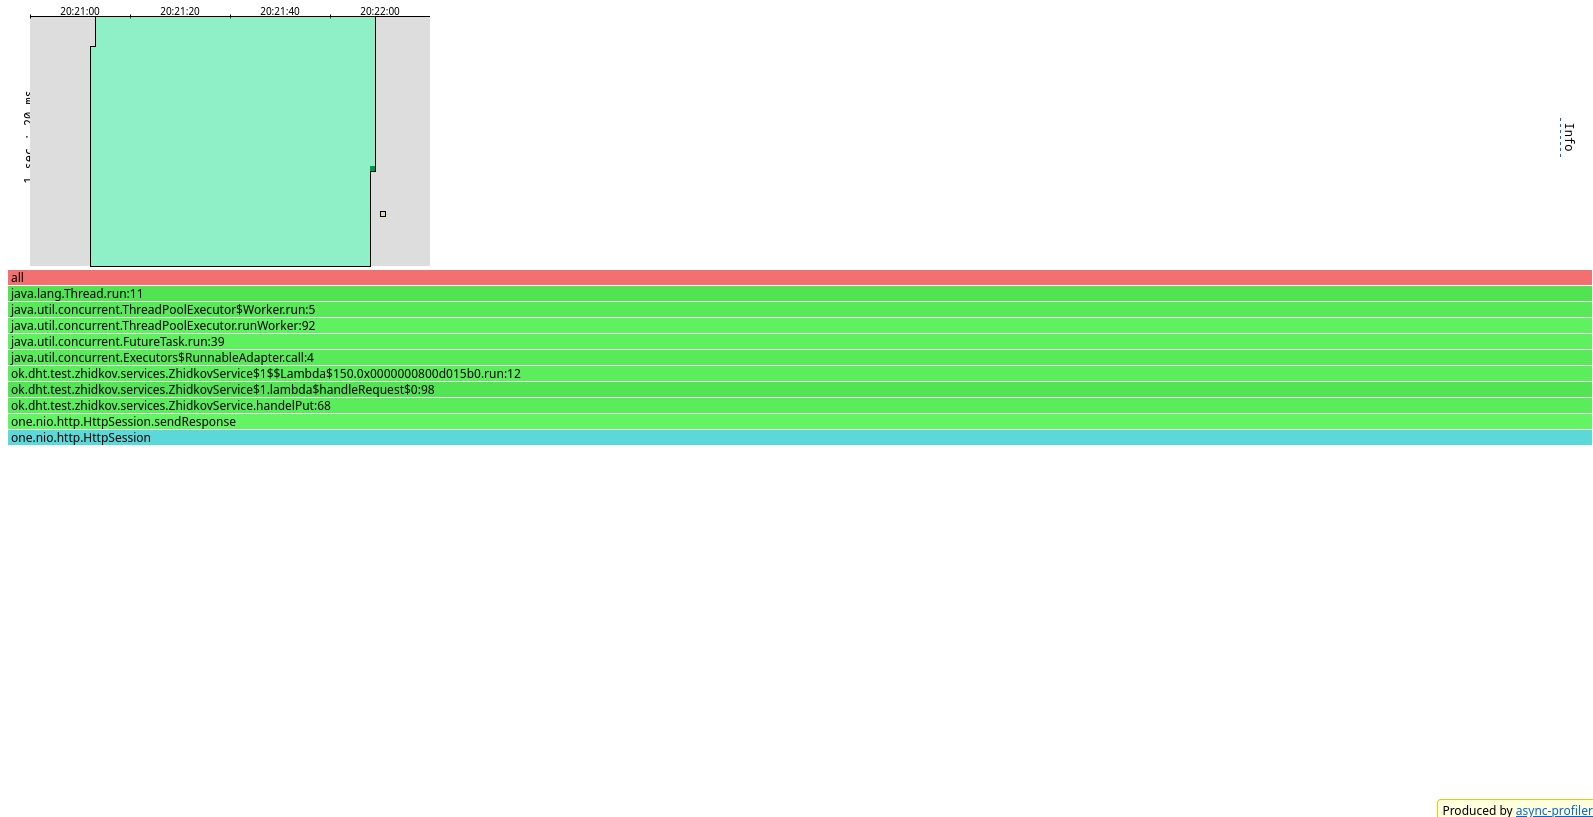 20:21:00 20:21:20 20:21:40 20:22:00
1 sec : 20 ms
Info
all
java.lang.Thread.run:11
java.util.concurrent.ThreadPoolExecutor$Worker.run:5
java.util.concurrent.ThreadPoolExecutor.runWorker:92
java.util.concurrent.FutureTask.run:39
java.util.concurrent.Executors$RunnableAdapter.call:4
ok.dht.test.zhidkov.services.ZhidkovService$1$$Lambda$150.0x0000000800d015b0.run:12
ok.dht.test.zhidkov.services.ZhidkovService$1.lambda$handleRequest$0:98
ok.dht.test.zhidkov.services.ZhidkovService.handelPut:68
one.nio.http.HttpSession.sendResponse
one.nio.http.HttpSession
Produced by async-profiler